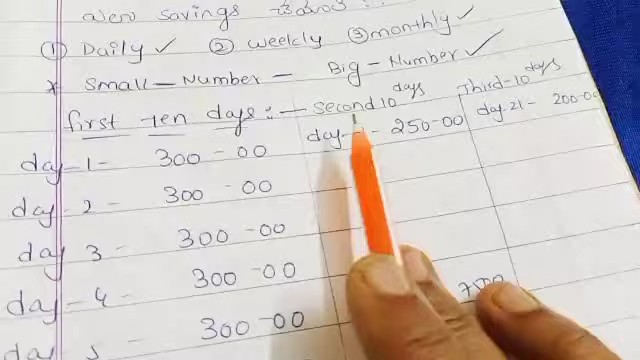 savings
① Daily ✓ ② weekly ③ monthly ✓
* Small – Number – Big – Number ✓
first ten days :- second 10 days Third-10 days
day-1- 300-00 day - 250-00 day-21- 200-00
day-2 - 300-00
day 3 - 300-00
day-4 - 300-00
day 5 - 300-00